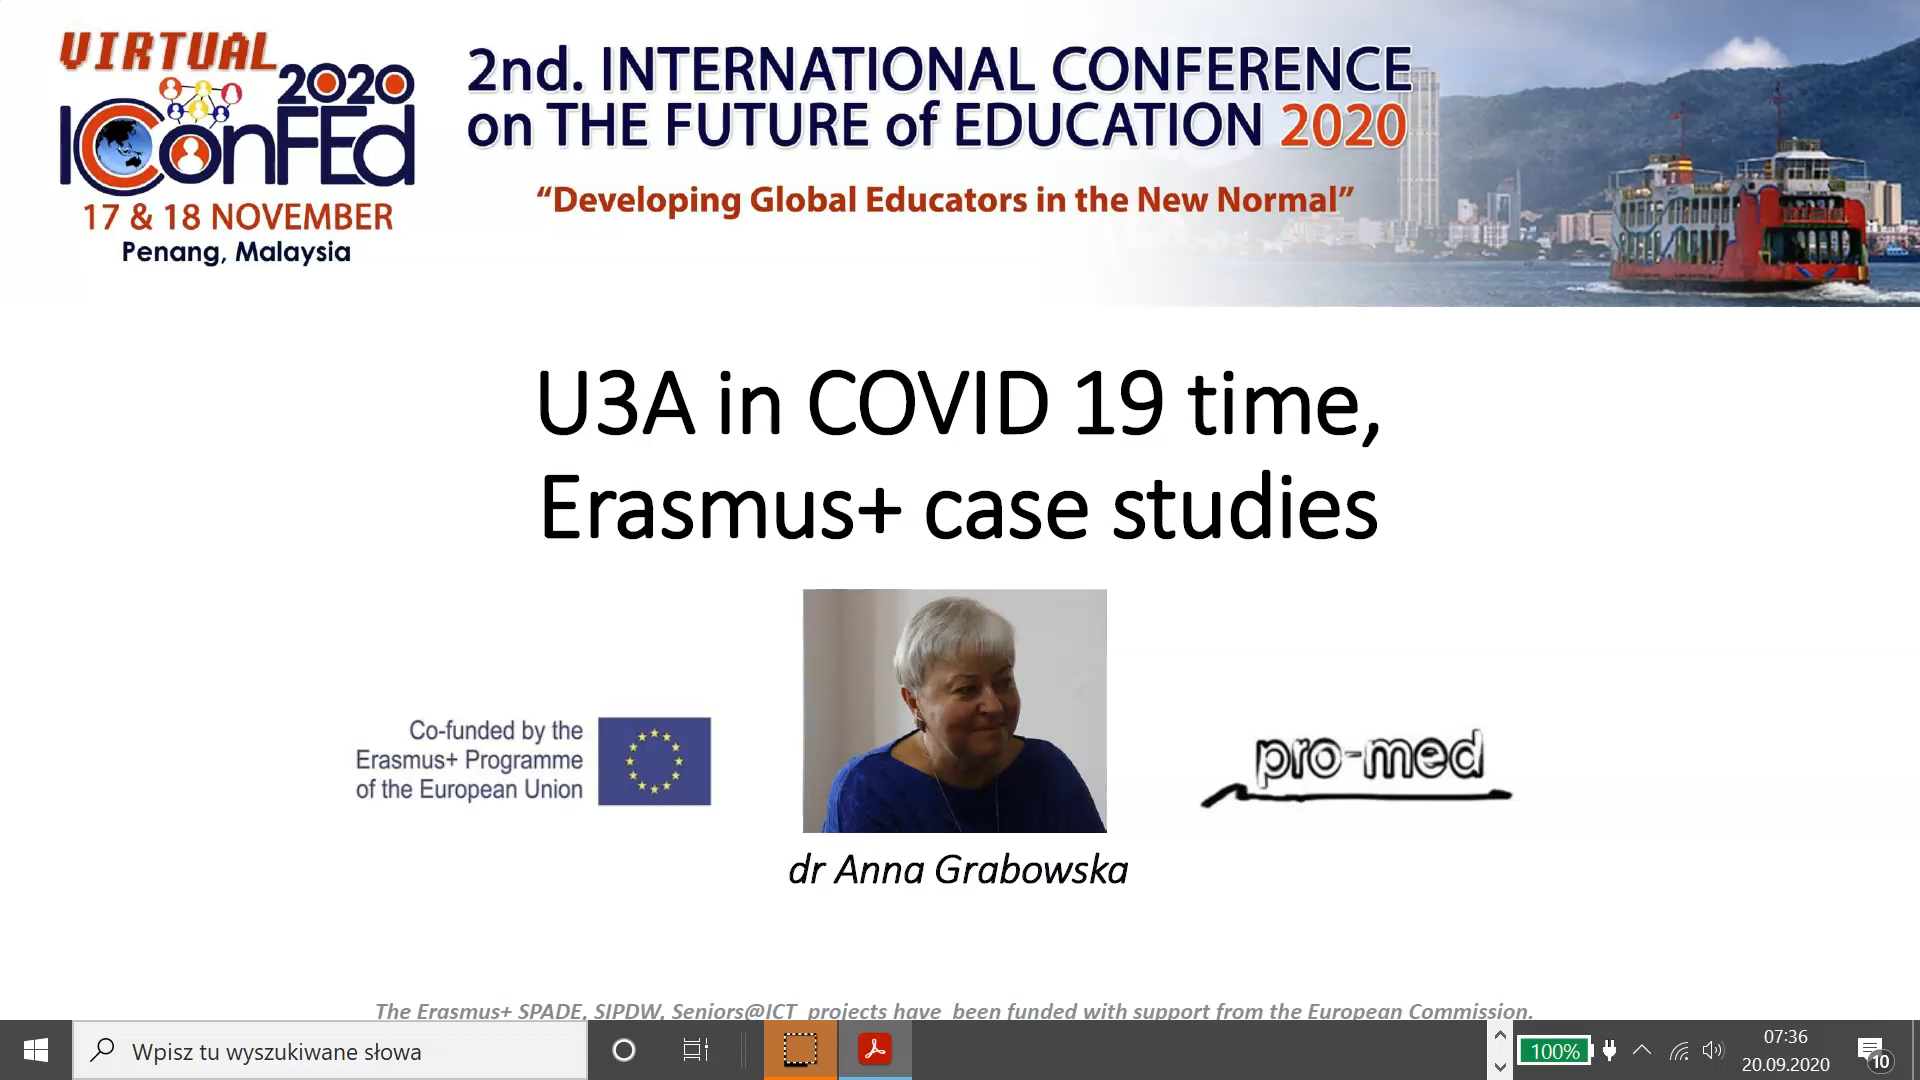 VIRTUAL
2020
IConFEd
17 & 18 NOVEMBER
Penang, Malaysia
2nd. INTERNATIONAL CONFERENCE
on THE FUTURE of EDUCATION 2020
“Developing Global Educators in the New Normal”
U3A in COVID 19 time,
Erasmus+ case studies
Co-funded by the
Erasmus+ Programme
of the European Union
pro-med
dr Anna Grabowska
The Erasmus+ SPADE, SIPDW, Seniors@ICT projects have been funded with support from the European Commission.
Wpisz tu wyszukiwane słowa
100%
07:36
20.09.2020
10